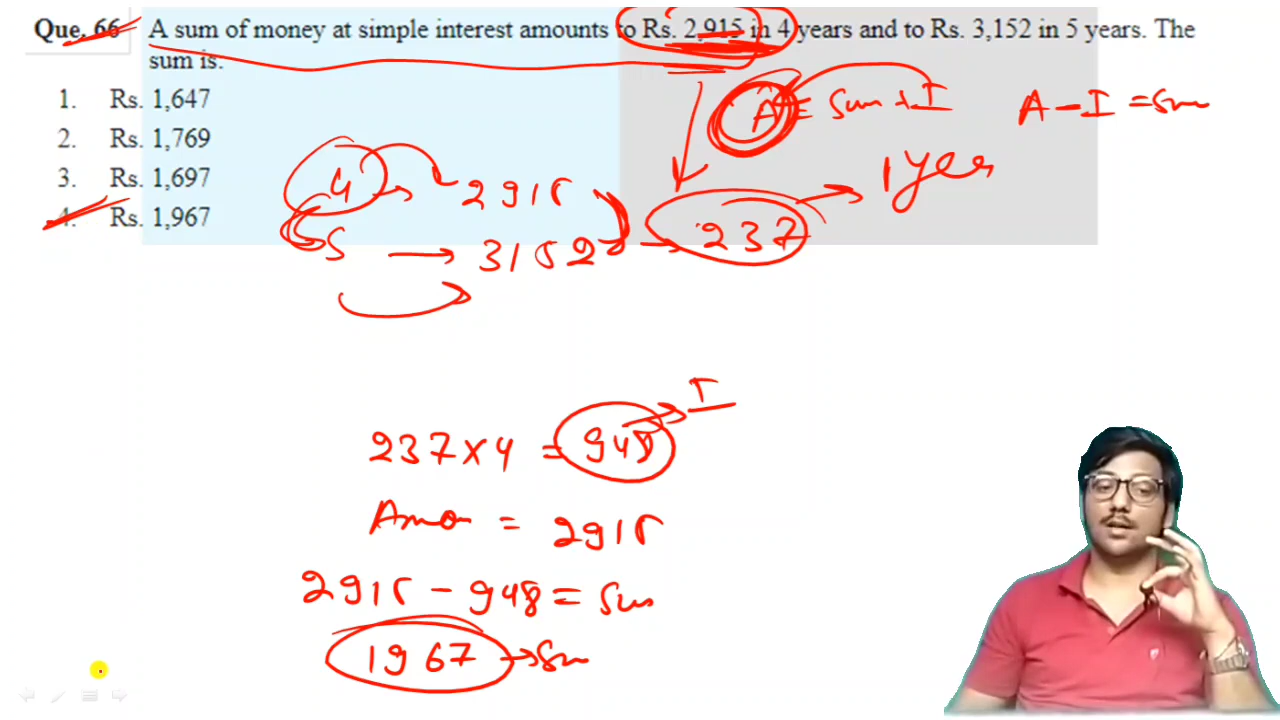 Que. 66 A sum of money at simple interest amounts to Rs. 2,915 in 4 years and to Rs. 3,152 in 5 years. The
sum is:
1. Rs. 1,647
2. Rs. 1,769
3. Rs. 1,697
4. Rs. 1,967
A = Sum + I
A - I = Sum
4 → 2915
5 → 3152 → 237 → 1 year
237 × 4 = 948 → I
Amo = 2915
2915 - 948 = Sum
1967 → Sum